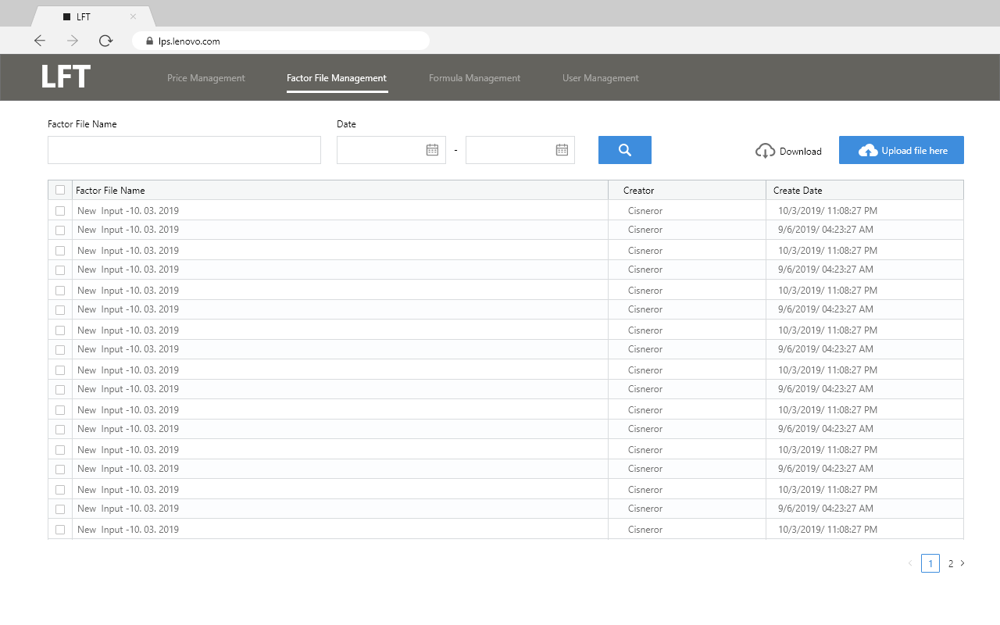 LFT
lps.lenovo.com
LFT Price Management Factor File Management Formula Management User Management
Factor File Name Date
-
Download Upload file here
Factor File Name Creator Create Date
New Input -10. 03. 2019 Cisneror 10/3/2019/ 11:08:27 PM
New Input -10. 03. 2019 Cisneror 9/6/2019/ 04:23:27 AM
New Input -10. 03. 2019 Cisneror 10/3/2019/ 11:08:27 PM
New Input -10. 03. 2019 Cisneror 9/6/2019/ 04:23:27 AM
New Input -10. 03. 2019 Cisneror 10/3/2019/ 11:08:27 PM
New Input -10. 03. 2019 Cisneror 9/6/2019/ 04:23:27 AM
New Input -10. 03. 2019 Cisneror 10/3/2019/ 11:08:27 PM
New Input -10. 03. 2019 Cisneror 9/6/2019/ 04:23:27 AM
New Input -10. 03. 2019 Cisneror 10/3/2019/ 11:08:27 PM
New Input -10. 03. 2019 Cisneror 9/6/2019/ 04:23:27 AM
New Input -10. 03. 2019 Cisneror 10/3/2019/ 11:08:27 PM
New Input -10. 03. 2019 Cisneror 9/6/2019/ 04:23:27 AM
New Input -10. 03. 2019 Cisneror 10/3/2019/ 11:08:27 PM
New Input -10. 03. 2019 Cisneror 9/6/2019/ 04:23:27 AM
New Input -10. 03. 2019 Cisneror 10/3/2019/ 11:08:27 PM
New Input -10. 03. 2019 Cisneror 9/6/2019/ 04:23:27 AM
New Input -10. 03. 2019 Cisneror 10/3/2019/ 11:08:27 PM
1 2